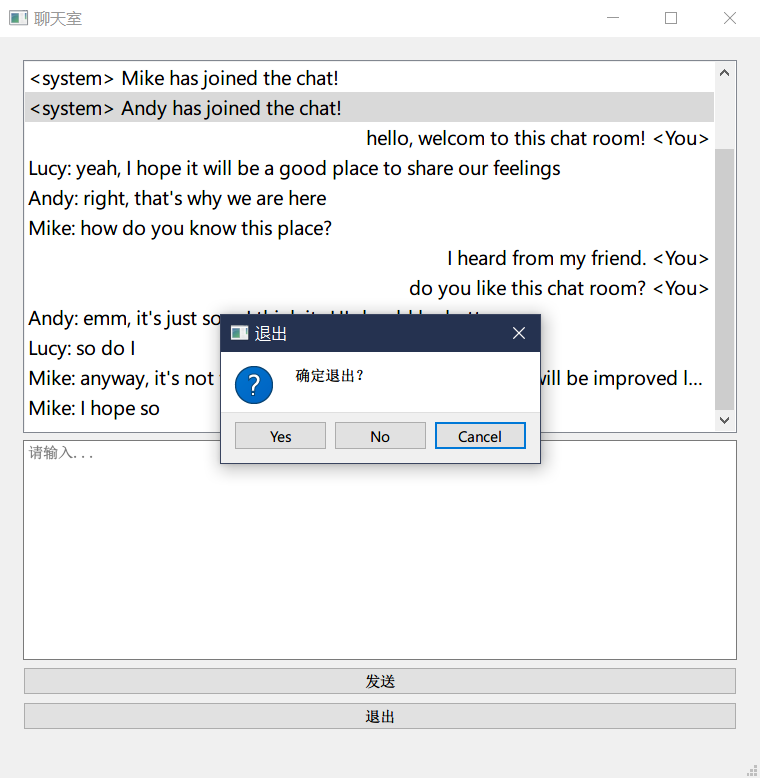 聊天室
<system> Mike has joined the chat!
<system> Andy has joined the chat!
hello, welcom to this chat room! <You>
Lucy: yeah, I hope it will be a good place to share our feelings
Andy: right, that's why we are here
Mike: how do you know this place?
I heard from my friend. <You>
do you like this chat room? <You>
Andy: emm, it's just
Lucy: so do I
Mike: anyway, it's not will be improved l...
Mike: I hope so
退出
确定退出?
Yes No Cancel
请输入...
发送
退出